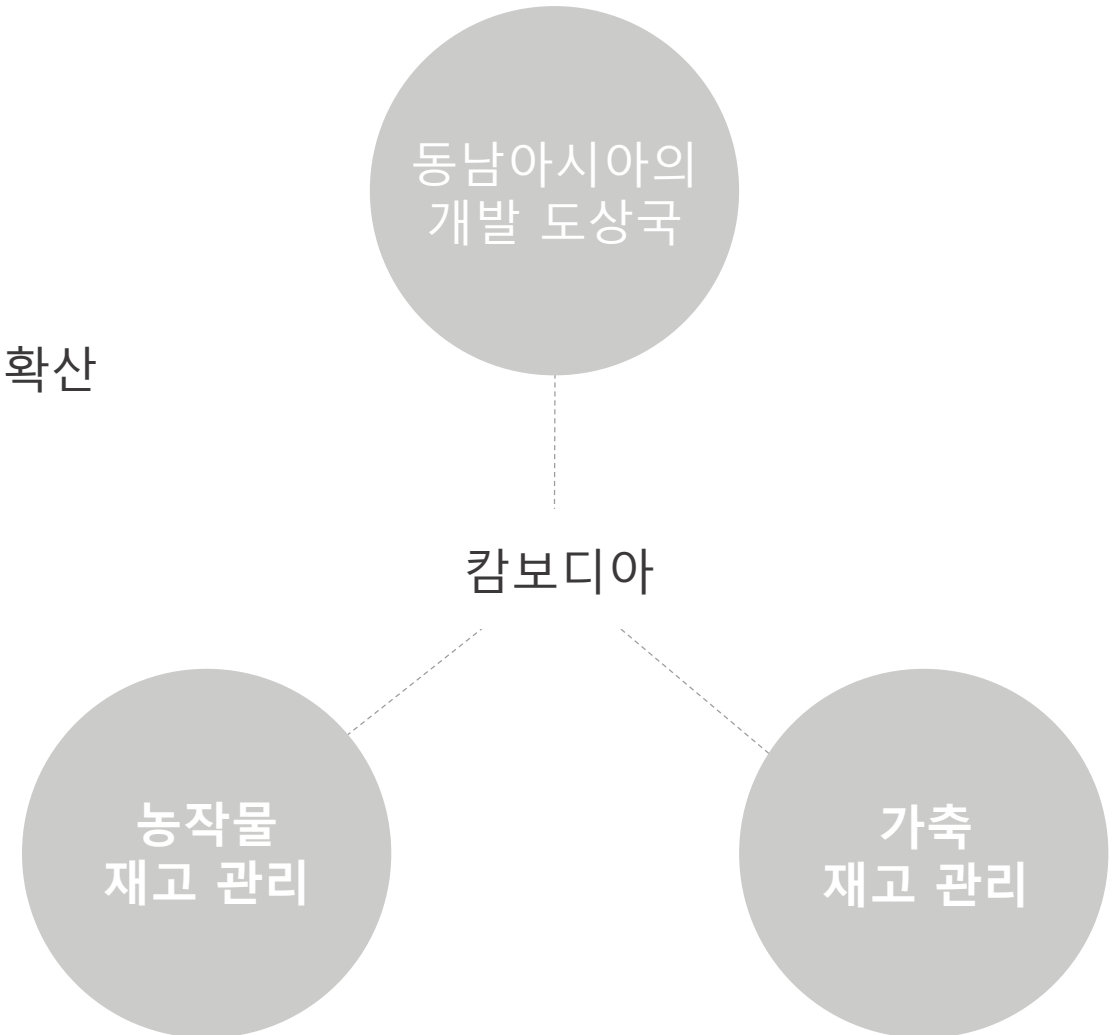 동남아시아의
개발 도상국
확산
캄보디아
농작물
재고 관리
가축
재고 관리